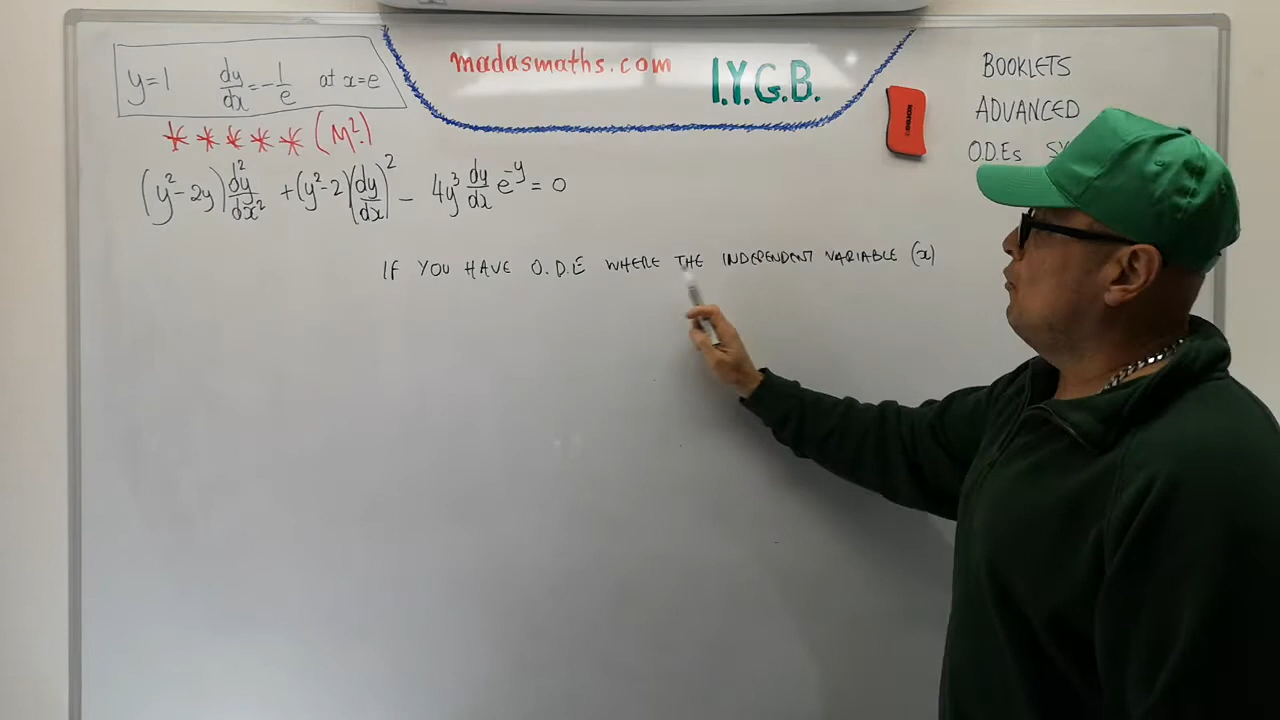 y=1 dy/dx=-1/e at x=e
madasmaths.com
I.Y.G.B.
BOOKLETS
ADVANCED
O.D.Es
***** (M²)
(y²-2y)d²y/dx² +(y²-2)(dy/dx)² - 4y³ dy/dx e^-y = 0
IF YOU HAVE O.D.E WHERE THE INDEPENDENT VARIABLE (x)